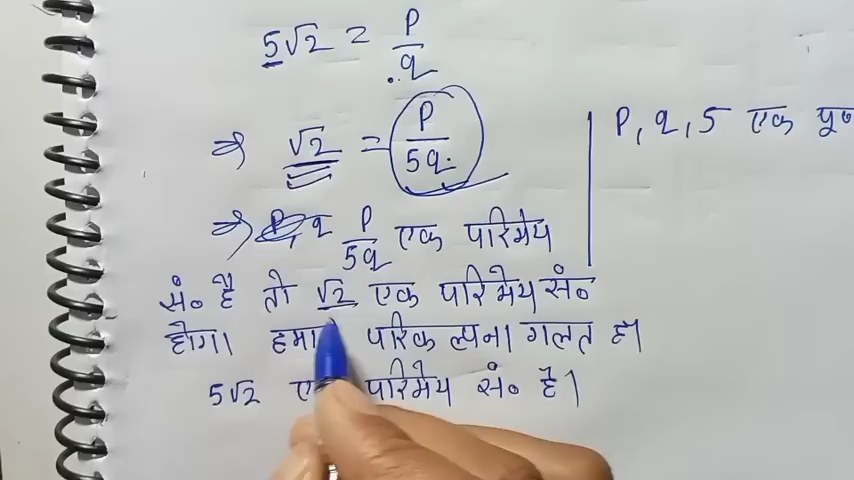 5√2 = P/q
⇒ √2 = P/5q
⇒ P/5q एक परिमेय
सं० है तो √2 एक परिमेय सं०
होगा। परिकल्पना गलत है।
5√2 परिमेय सं० है।
P, q, 5 एक